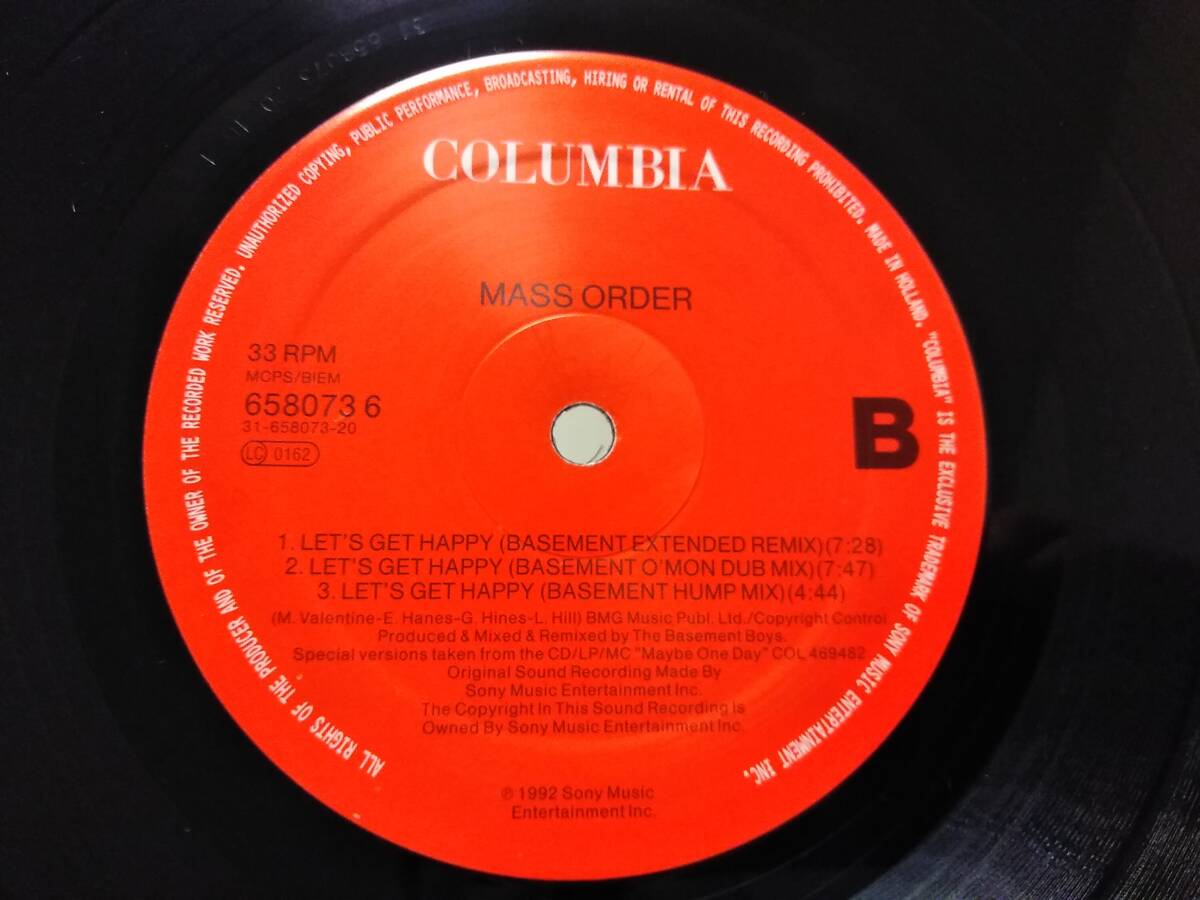 ALL RIGHTS OF THE PRODUCER AND OF THE OWNER OF THE RECORDED WORK RESERVED. UNAUTHORIZED COPYING, PUBLIC PERFORMANCE, BROADCASTING, HIRING OR RENTAL OF THIS RECORDING PROHIBITED. MADE IN HOLLAND. "COLUMBIA" IS THE EXCLUSIVE TRADEMARK OF SONY MUSIC ENTERTAINMENT INC.
COLUMBIA
MASS ORDER
33 RPM
MCPS/BIEM
658073 6
31-658073-20
LC 0162
B
1. LET'S GET HAPPY (BASEMENT EXTENDED REMIX)(7:28)
2. LET'S GET HAPPY (BASEMENT O'MON DUB MIX)(7:47)
3. LET'S GET HAPPY (BASEMENT HUMP MIX)(4:44)
(M. Valentine-E. Hanes-G. Hines-L. Hill) BMG Music Publ. Ltd./Copyright Control
Produced & Mixed & Remixed by The Basement Boys.
Special versions taken from the CD/LP/MC "Maybe One Day" COL 469482
Original Sound Recording Made By
Sony Music Entertainment Inc.
The Copyright In This Sound Recording Is
Owned By Sony Music Entertainment Inc.
℗ 1992 Sony Music
Entertainment Inc.